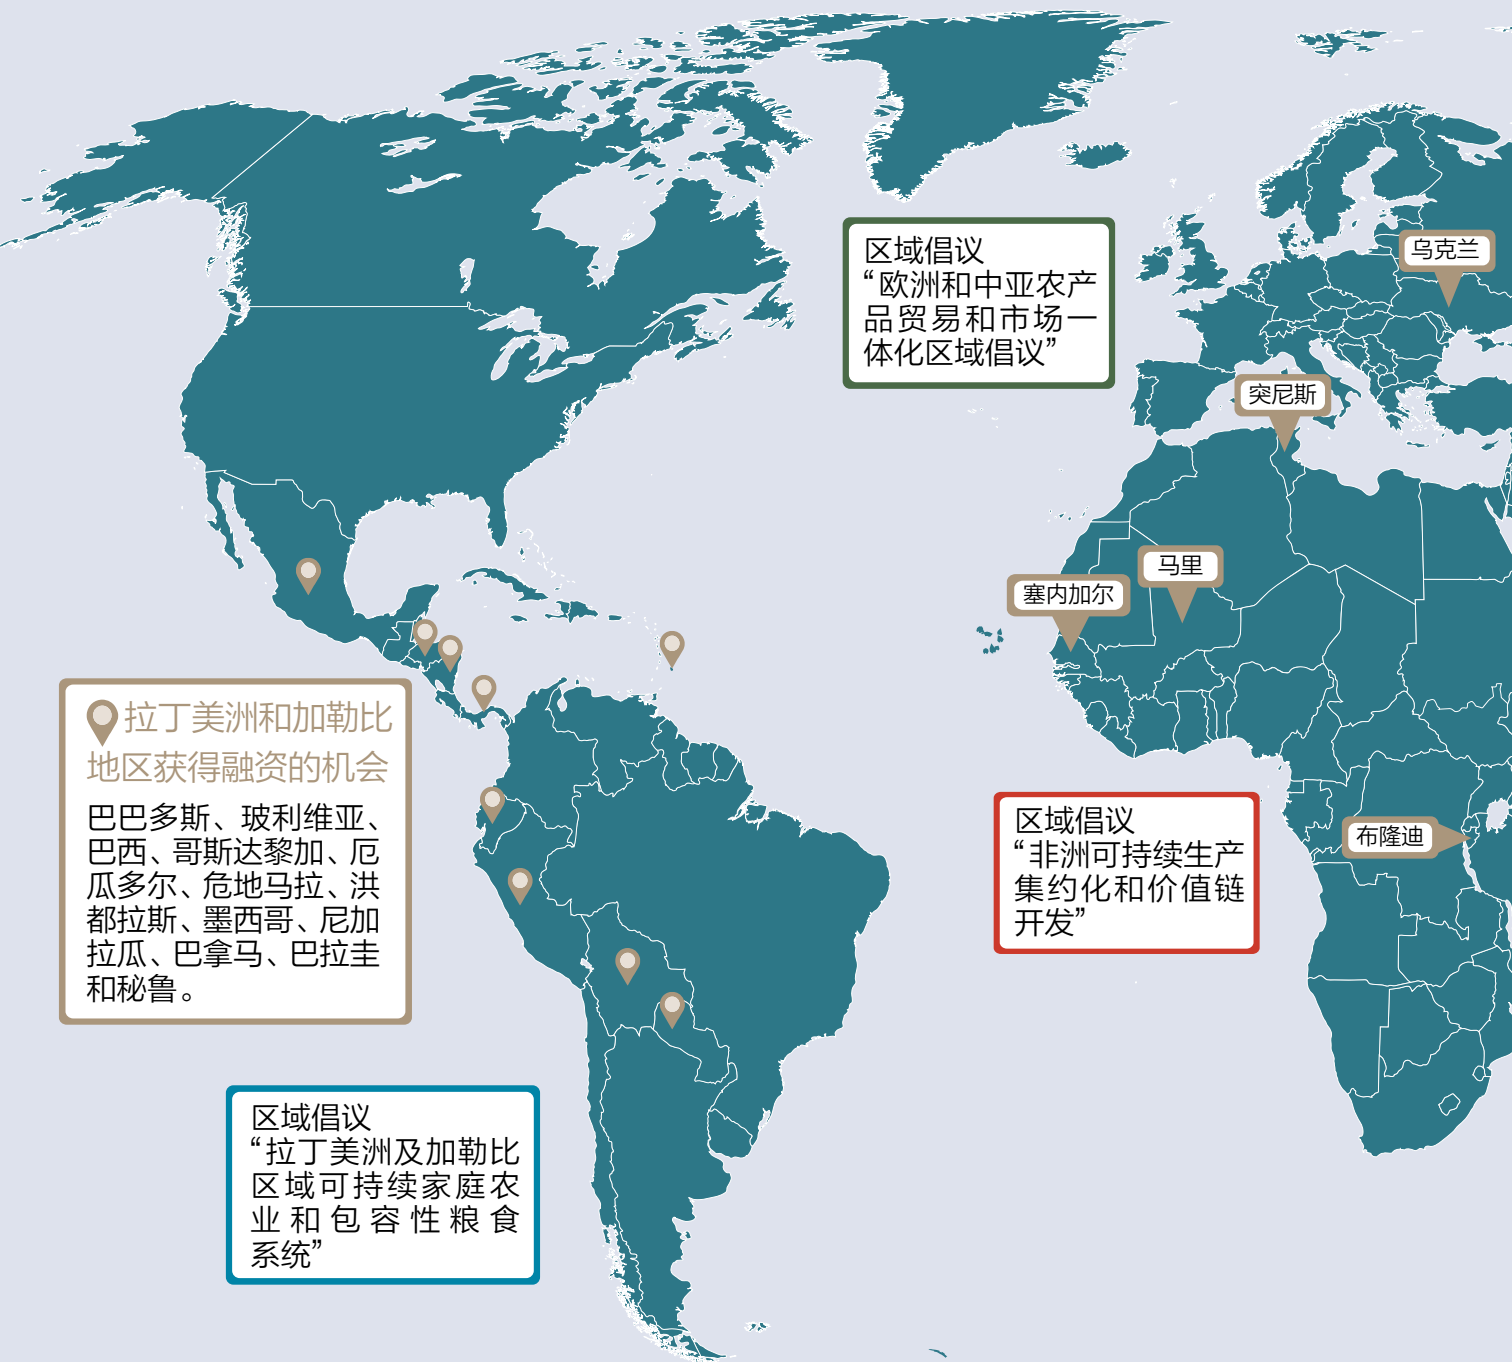 区域倡议
“欧洲和中亚农产
品贸易和市场一
体化区域倡议”
乌克兰
突尼斯
马里
塞内加尔
拉丁美洲和加勒比
地区获得融资的机会
巴巴多斯、玻利维亚、
巴西、哥斯达黎加、厄
瓜多尔、危地马拉、洪
都拉斯、墨西哥、尼加
拉瓜、巴拿马、巴拉圭
和秘鲁。
区域倡议
“非洲可持续生产
集约化和价值链
开发”
布隆迪
区域倡议
“拉丁美洲及加勒比
区域可持续家庭农
业和包容性粮食
系统”